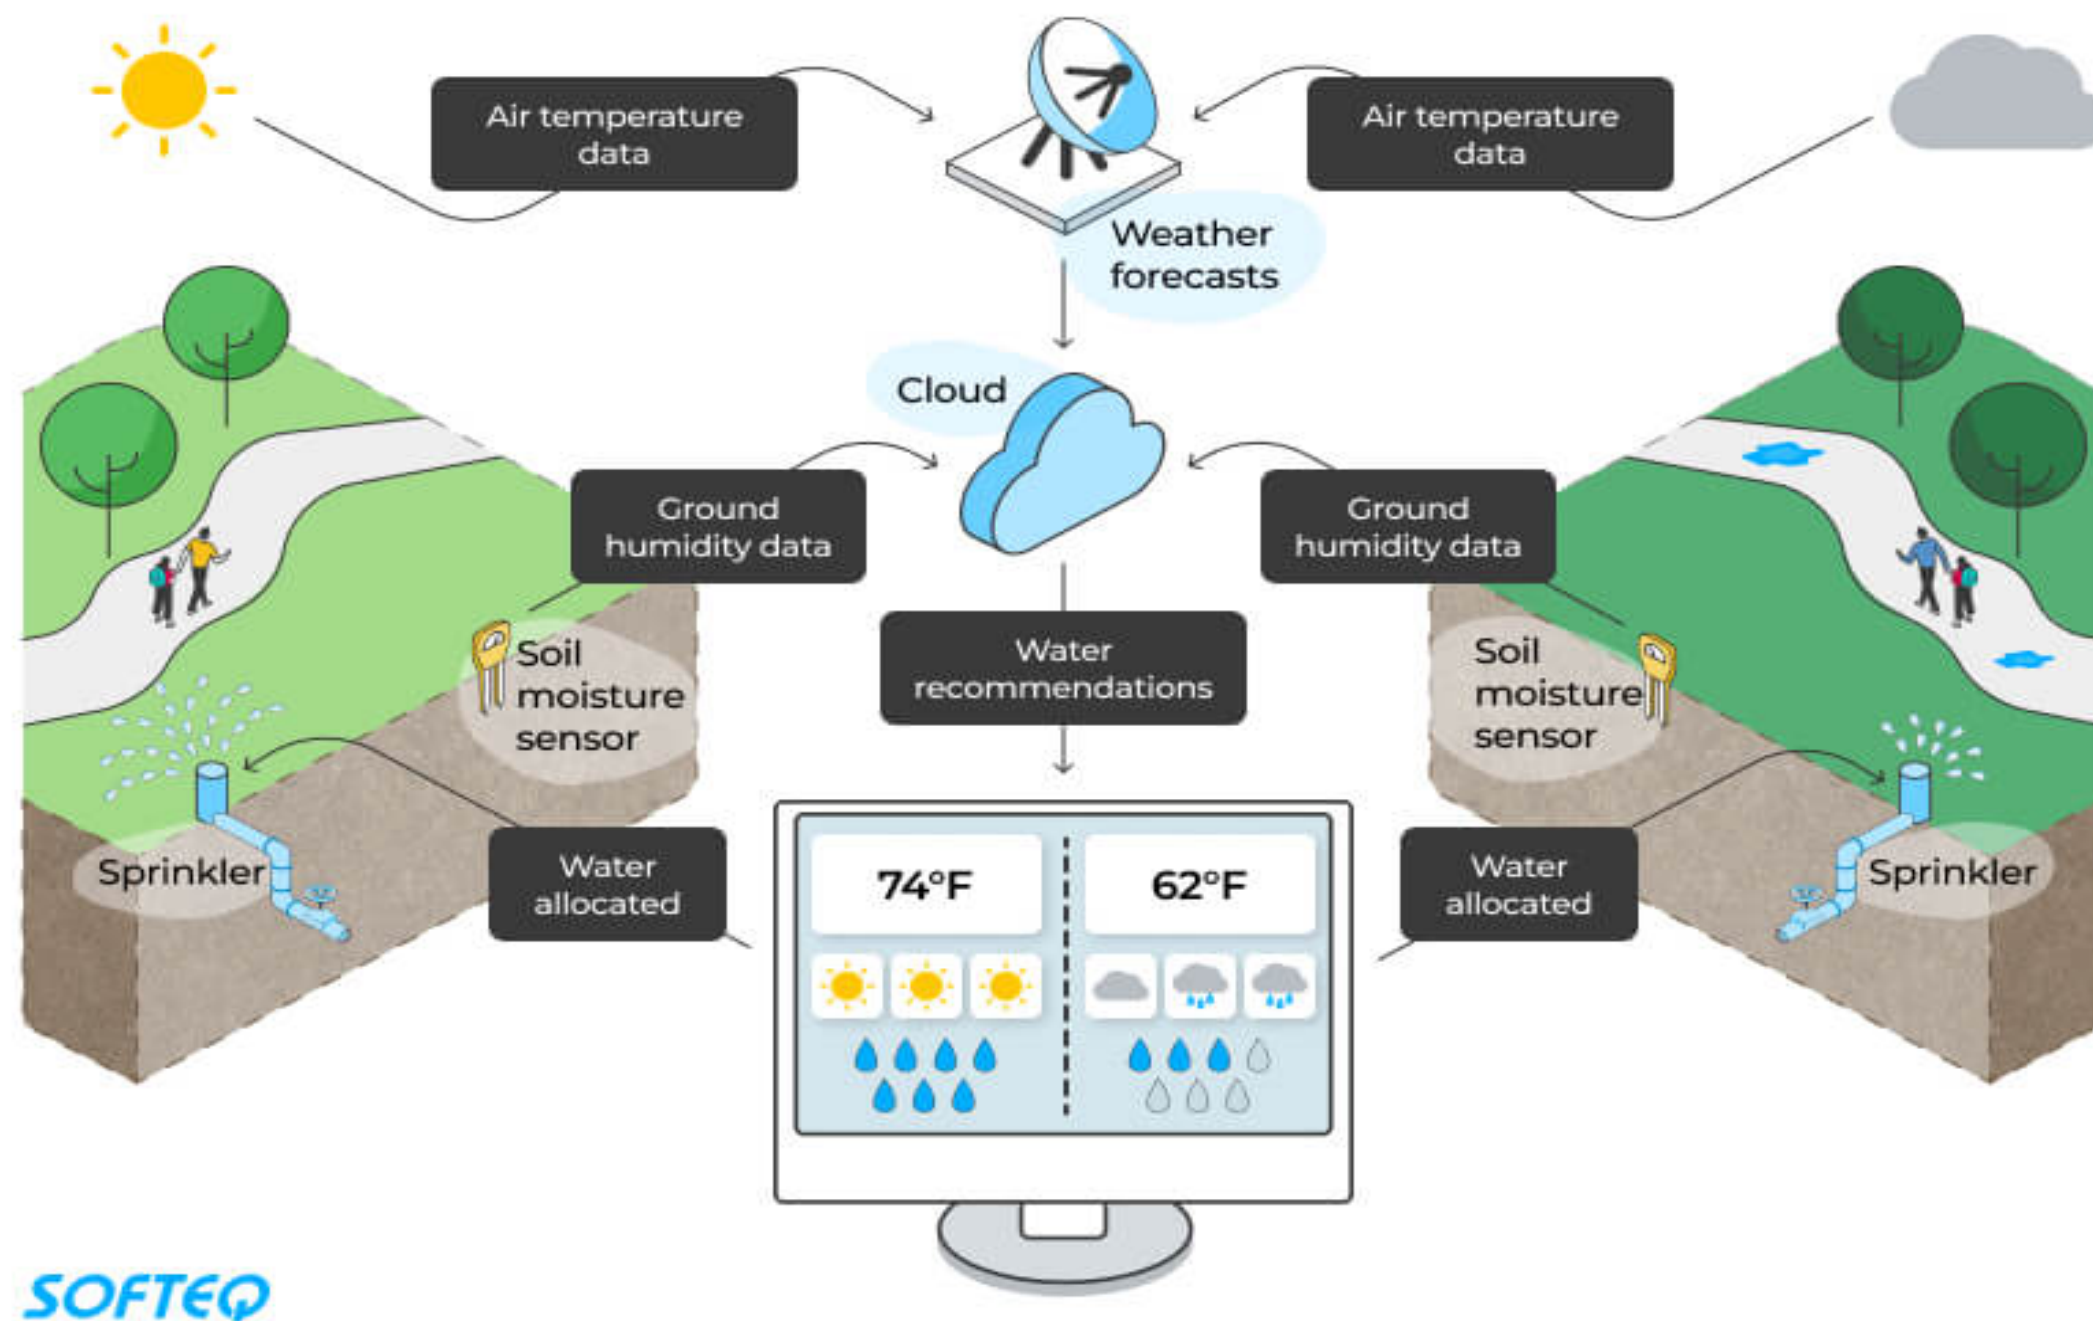 Air temperature
data
Air temperature
data
Weather
forecasts
Cloud
Ground
humidity data
Ground
humidity data
Soil
moisture
sensor
Water
recommendations
Soil
moisture
sensor
Sprinkler
Water
allocated
74°F
62°F
Water
allocated
Sprinkler
SOFTEQ